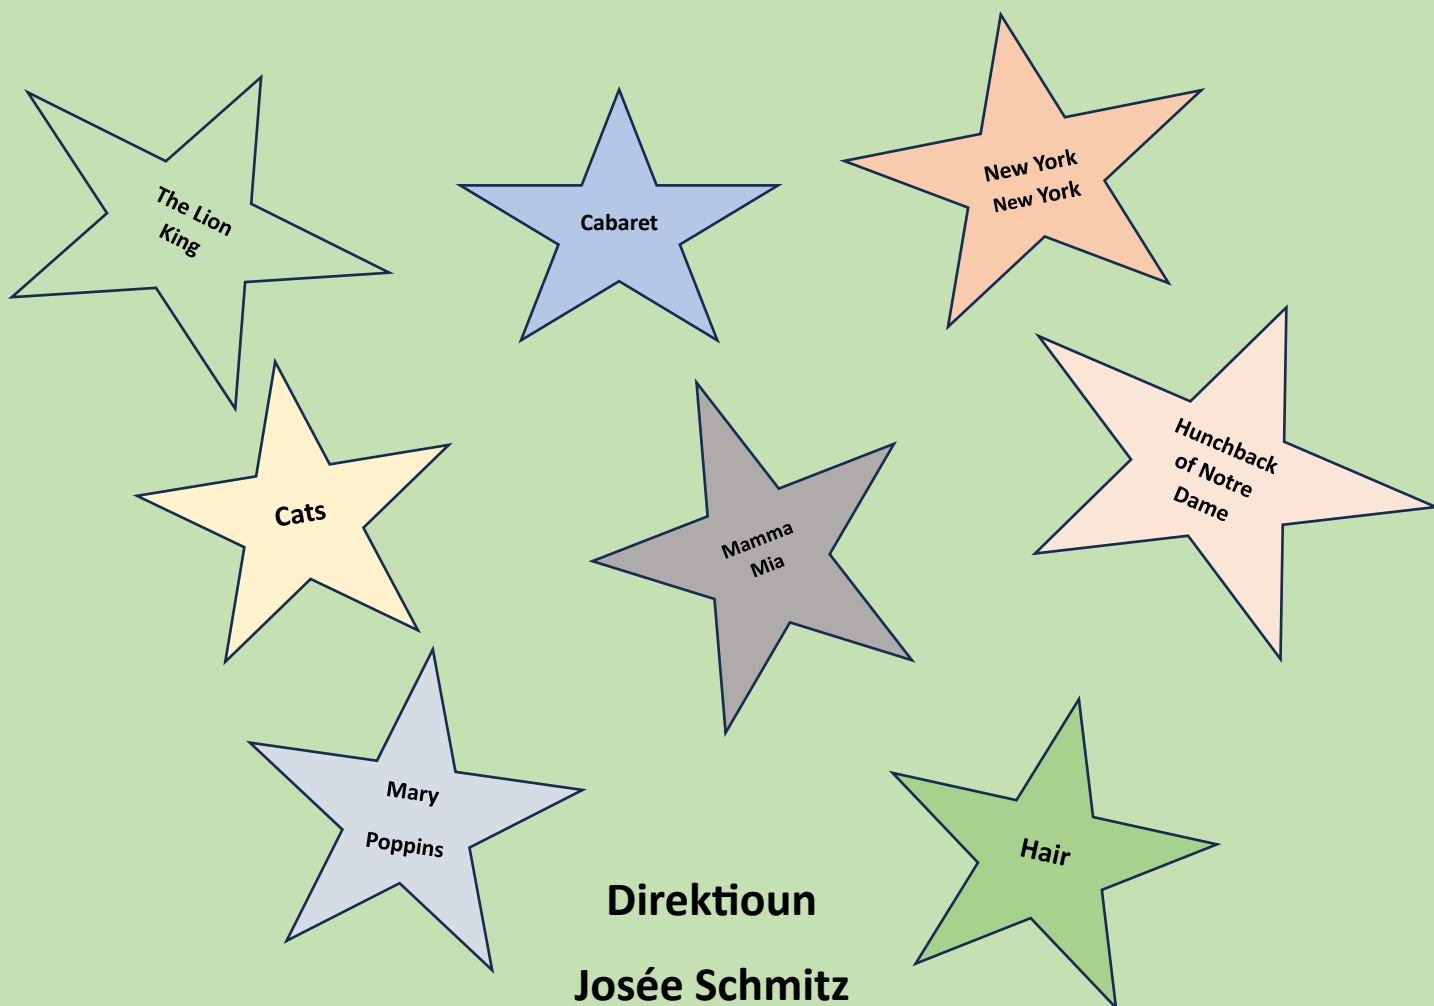 The Lion
King
Cabaret
New York
New York
Cats
Mamma
Mia
Hunchback
of Notre
Dame
Mary
Poppins
Hair
Direktioun
Josée Schmitz